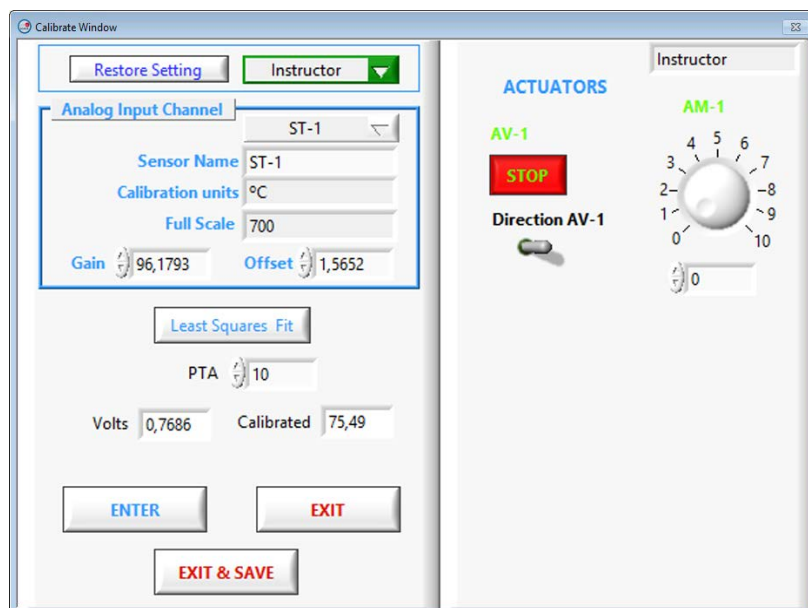 Calibrate Window
Restore Setting
Instructor
Analog Input Channel
ST-1
Sensor Name ST-1
Calibration units ºC
Full Scale 700
Gain 96,1793 Offset 1,5652
Least Squares Fit
PTA 10
Volts 0,7686 Calibrated 75,49
ENTER EXIT
EXIT & SAVE
Instructor
ACTUATORS
AM-1
AV-1
STOP
Direction AV-1
0 1 2 3 4 5 6 7 8 9 10
0